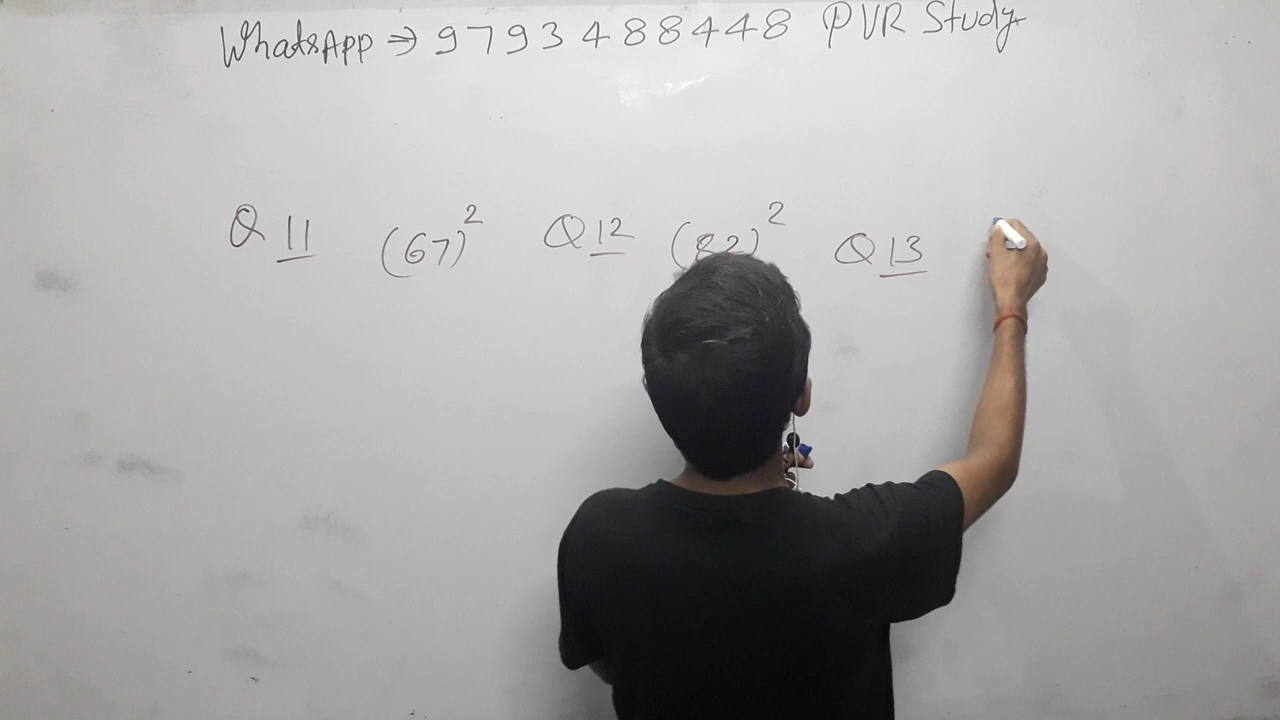 WhatsApp → 9793488448 PVR Study
Q 11 (67)² Q 12 (82)² Q 13